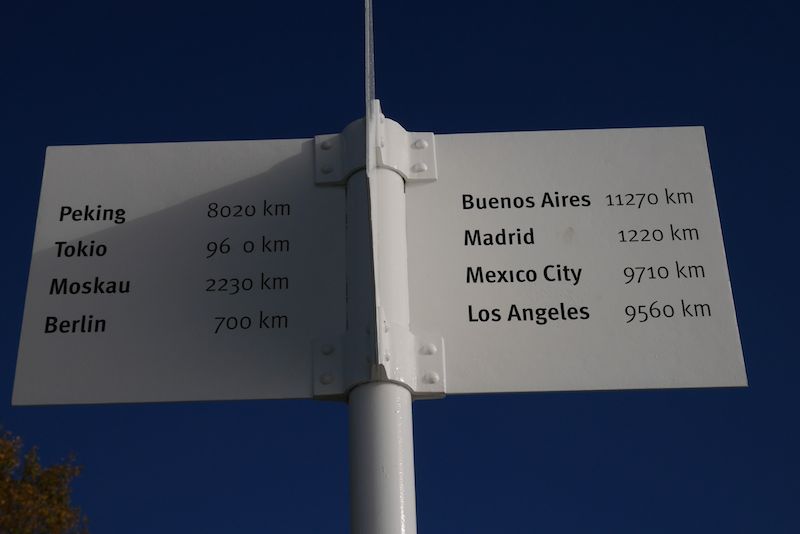 Peking 8020 km
Tokio 96 0 km
Moskau 2230 km
Berlin 700 km
Buenos Aires 11270 km
Madrid 1220 km
Mexico City 9710 km
Los Angeles 9560 km